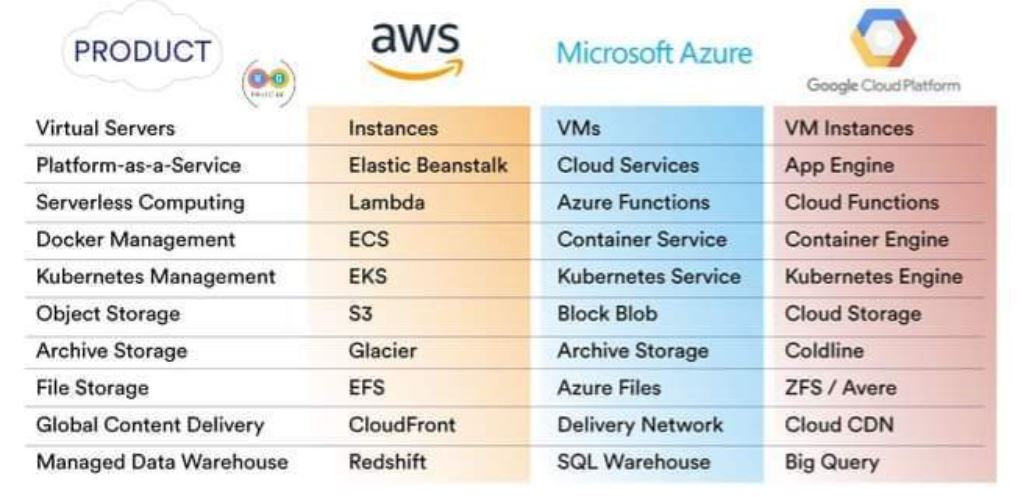 PRODUCT aws Microsoft Azure Google Cloud Platform
Virtual Servers Instances VMs VM Instances
Platform-as-a-Service Elastic Beanstalk Cloud Services App Engine
Serverless Computing Lambda Azure Functions Cloud Functions
Docker Management ECS Container Service Container Engine
Kubernetes Management EKS Kubernetes Service Kubernetes Engine
Object Storage S3 Block Blob Cloud Storage
Archive Storage Glacier Archive Storage Coldline
File Storage EFS Azure Files ZFS / Avere
Global Content Delivery CloudFront Delivery Network Cloud CDN
Managed Data Warehouse Redshift SQL Warehouse Big Query